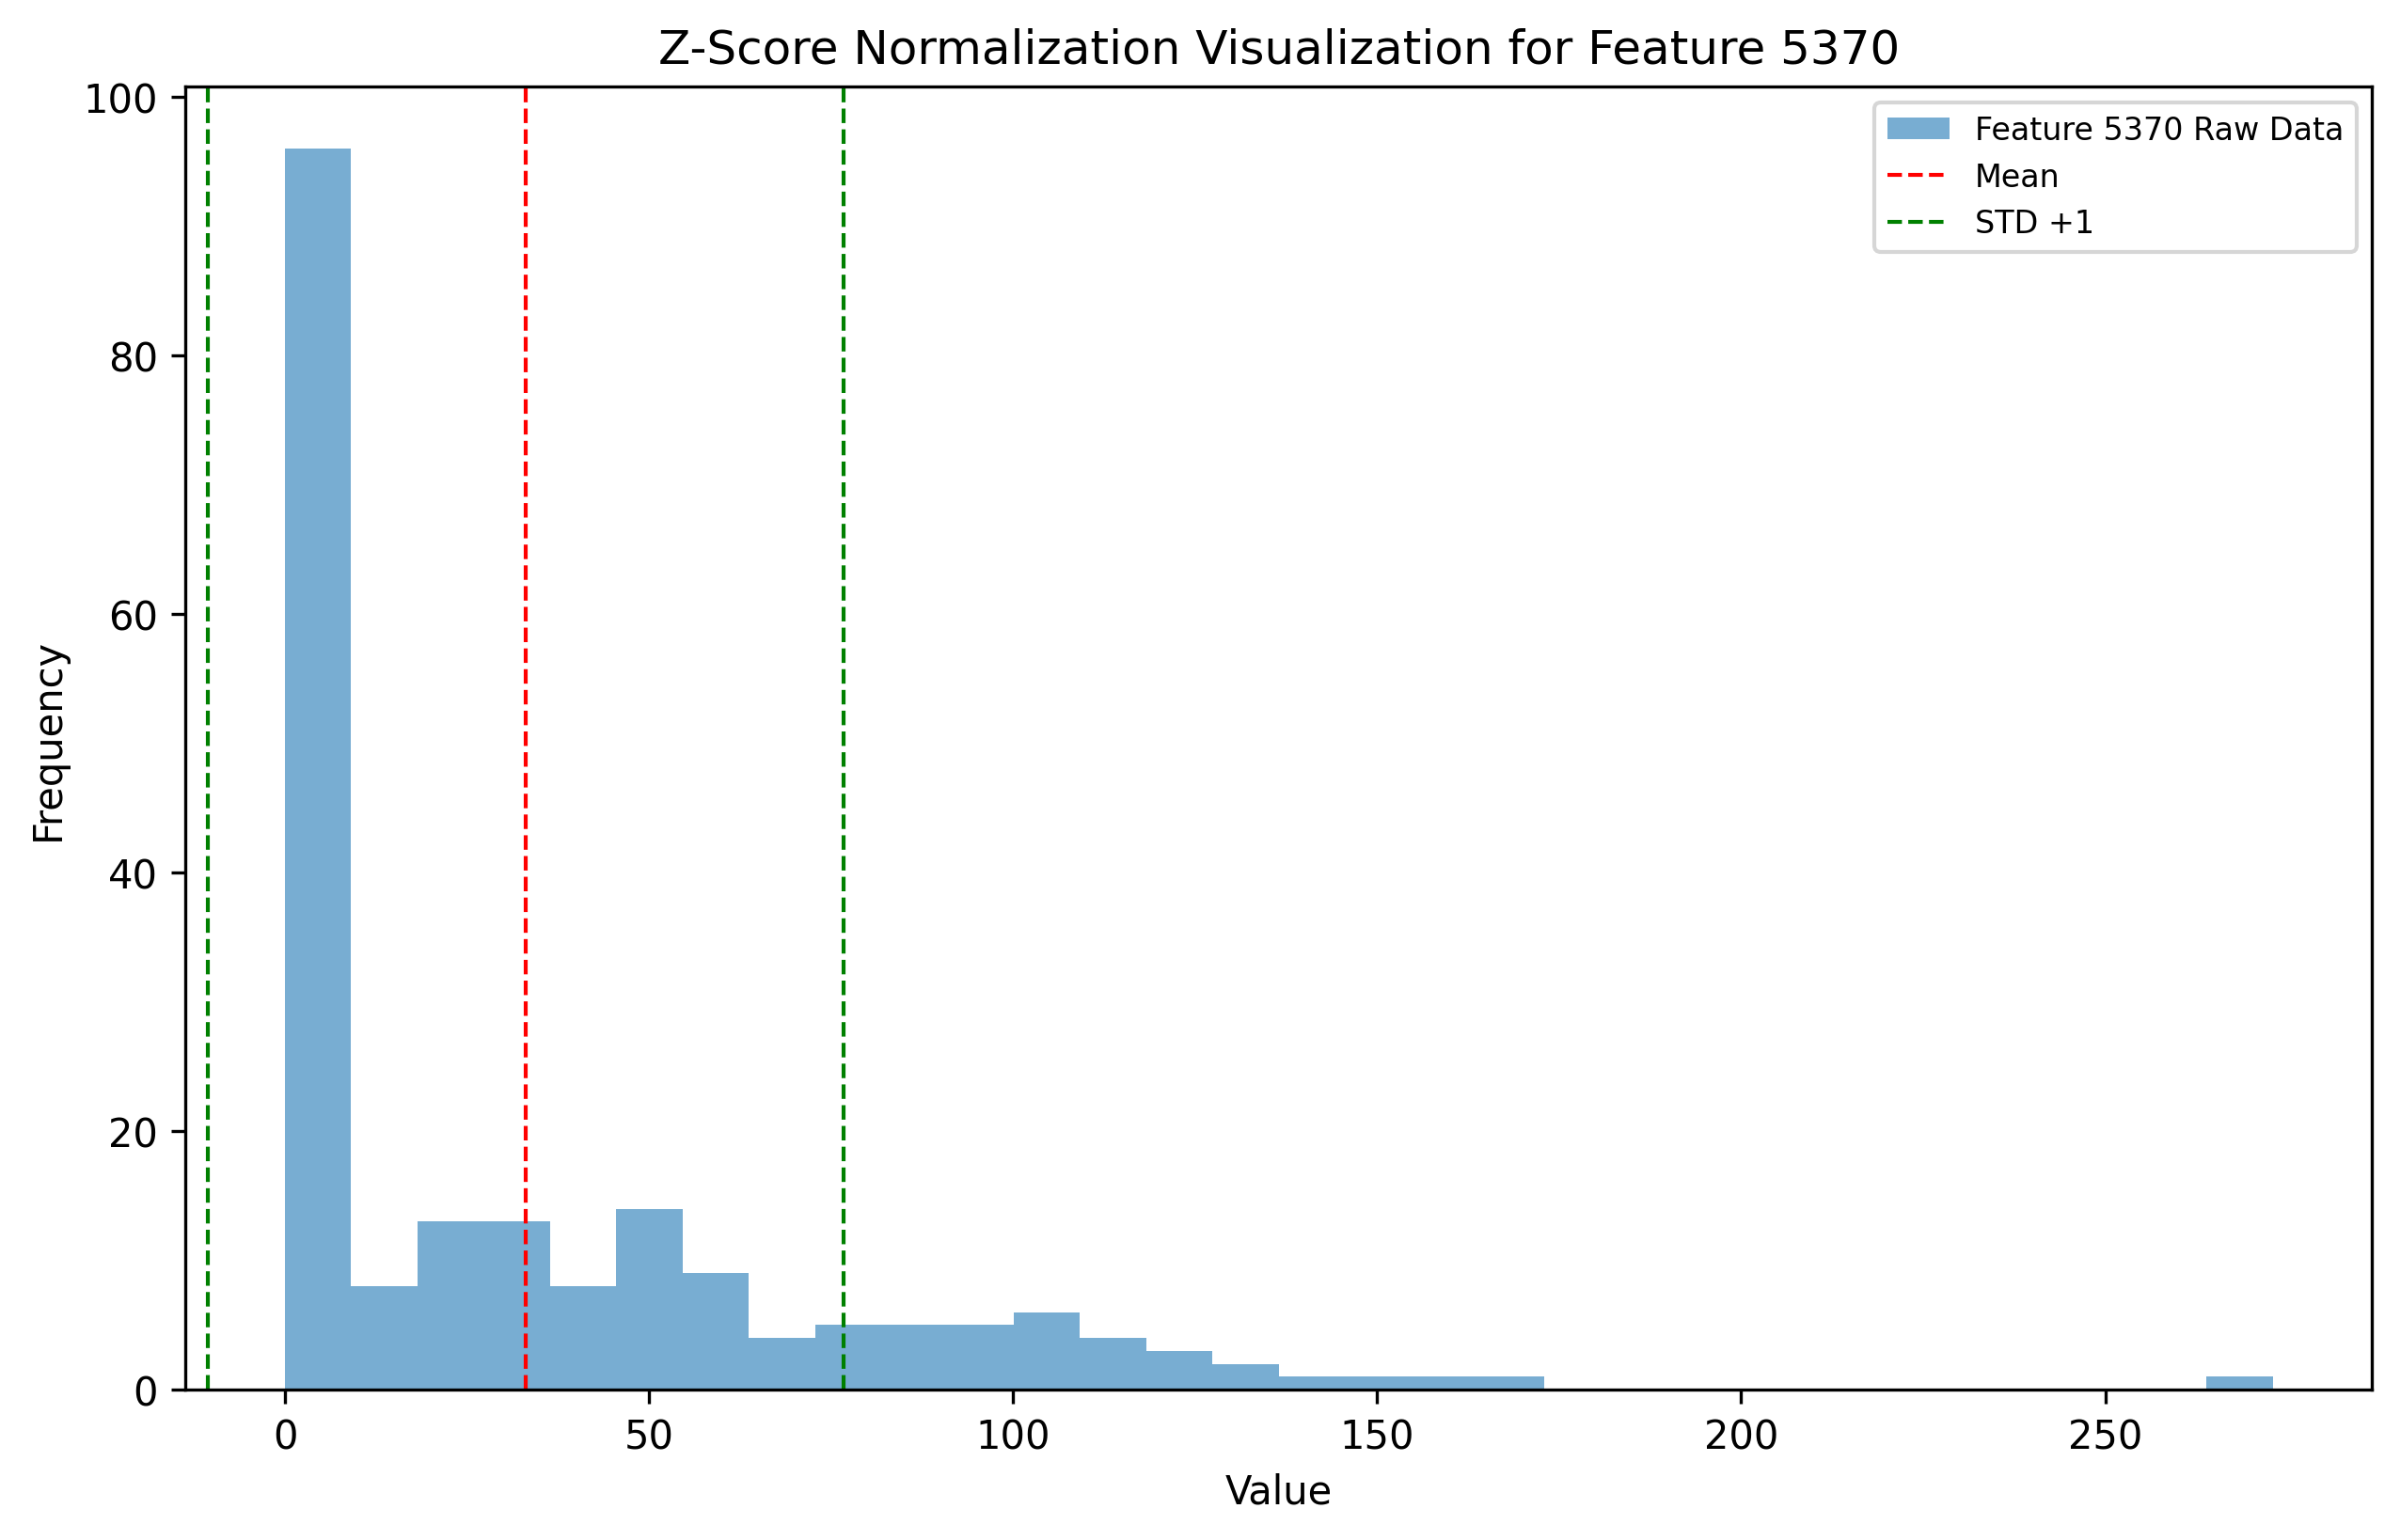 Z-Score Normalization Visualization for Feature 5370
Feature 5370 Raw Data
Mean
STD +1
100
80
60
40
20
0
Frequency
0 50 100 150 200 250
Value